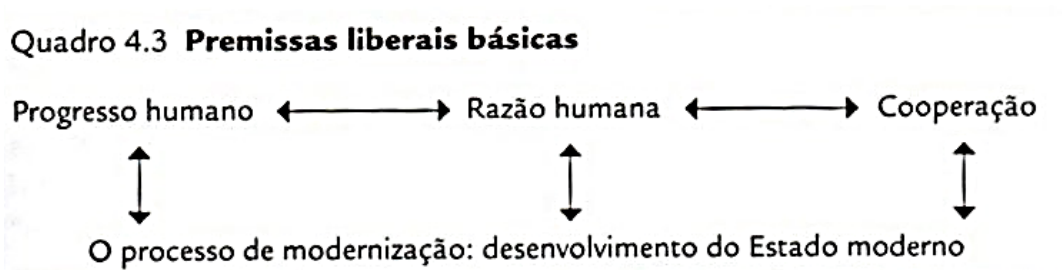 Quadro 4.3 Premissas liberais básicas
Progresso humano Razão humana Cooperação
O processo de modernização: desenvolvimento do Estado moderno